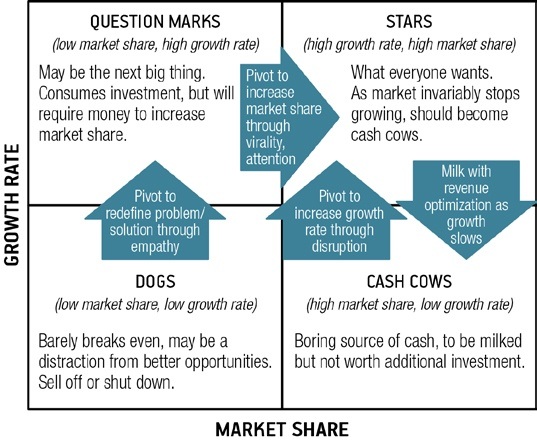 QUESTION MARKS
(low market share, high growth rate)
May be the next big thing.
Consumes investment, but will
require money to increase
market share.
Pivot to
increase
market share
through
virality,
attention
STARS
(high growth rate, high market share)
What everyone wants.
As market invariably stops
growing, should become
cash cows.
Pivot to
redefine problem/
solution through
empathy
Pivot to
increase growth
rate through
disruption
Milk with
revenue
optimization as
growth
slows
DOGS
(low market share, low growth rate)
Barely breaks even, may be a
distraction from better opportunities.
Sell off or shut down.
CASH COWS
(high market share, low growth rate)
Boring source of cash, to be milked
but not worth additional investment.
GROWTH RATE
MARKET SHARE